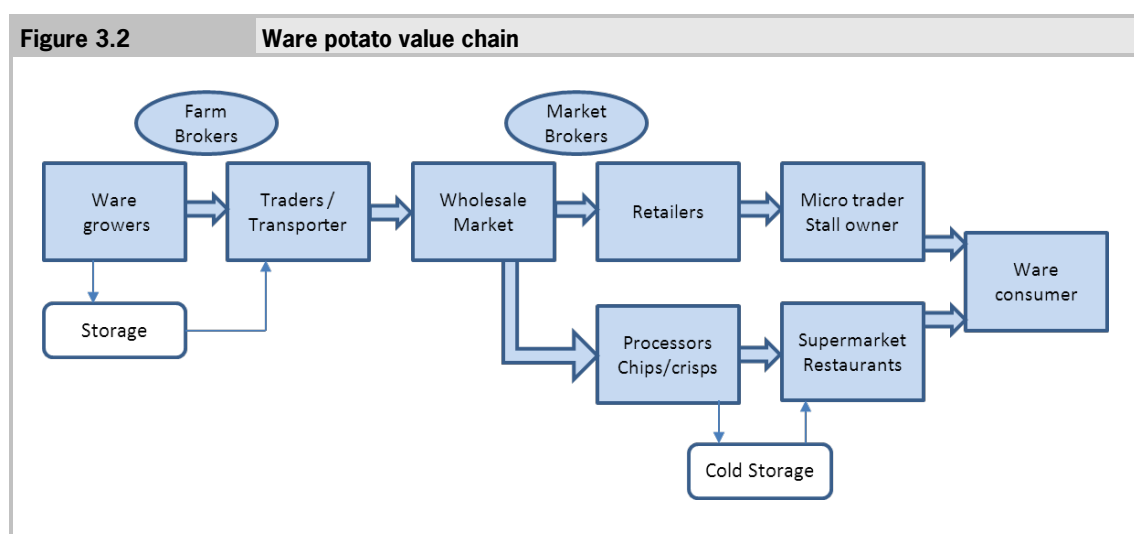 Figure 3.2 Ware potato value chain
Farm
Brokers
Market
Brokers
Ware
growers
Traders /
Transporter
Wholesale
Market
Retailers
Micro trader
Stall owner
Ware
consumer
Storage
Processors
Chips/crisps
Supermarket
Restaurants
Cold Storage